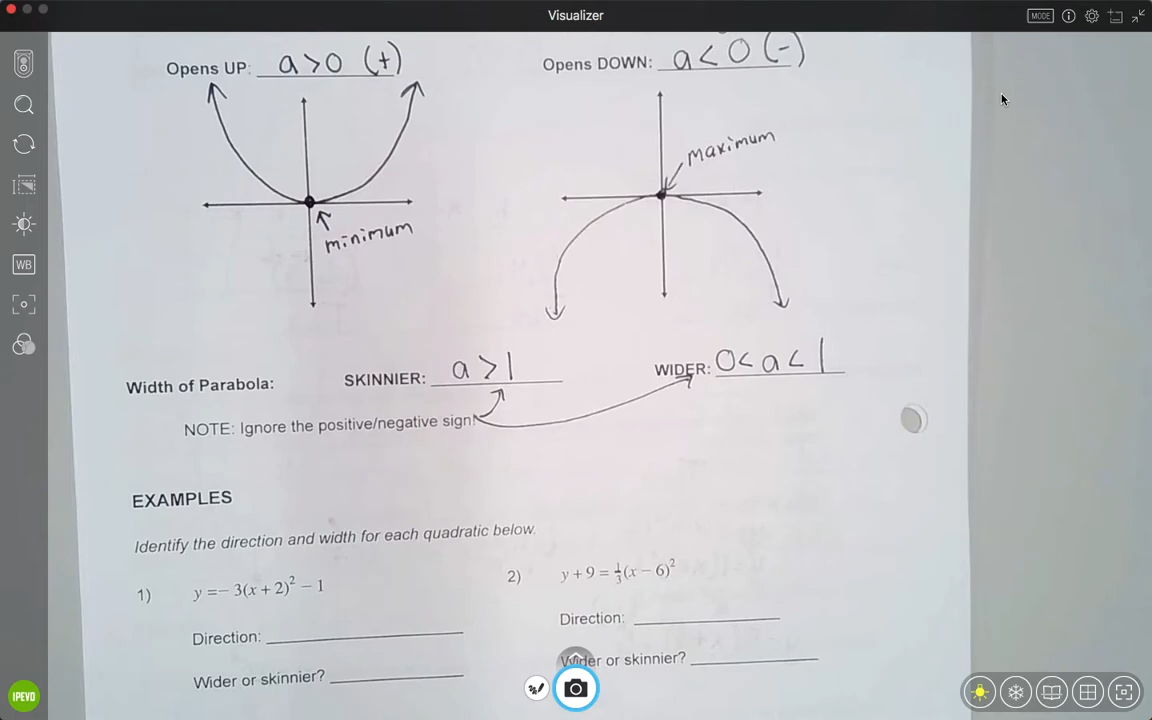 Visualizer
MODE
Opens UP: a > 0 (+)
Opens DOWN: a < 0 (-)
maximum
minimum
WB
Width of Parabola:
SKINNIER: a > 1
WIDER: 0 < a < 1
NOTE: Ignore the positive/negative sign!
EXAMPLES
Identify the direction and width for each quadratic below.
1) y =− 3(x + 2)² − 1
2) y + 9 = ⅓(x − 6)²
Direction:
Direction:
Wider or skinnier?
Wider or skinnier?
IPEVO